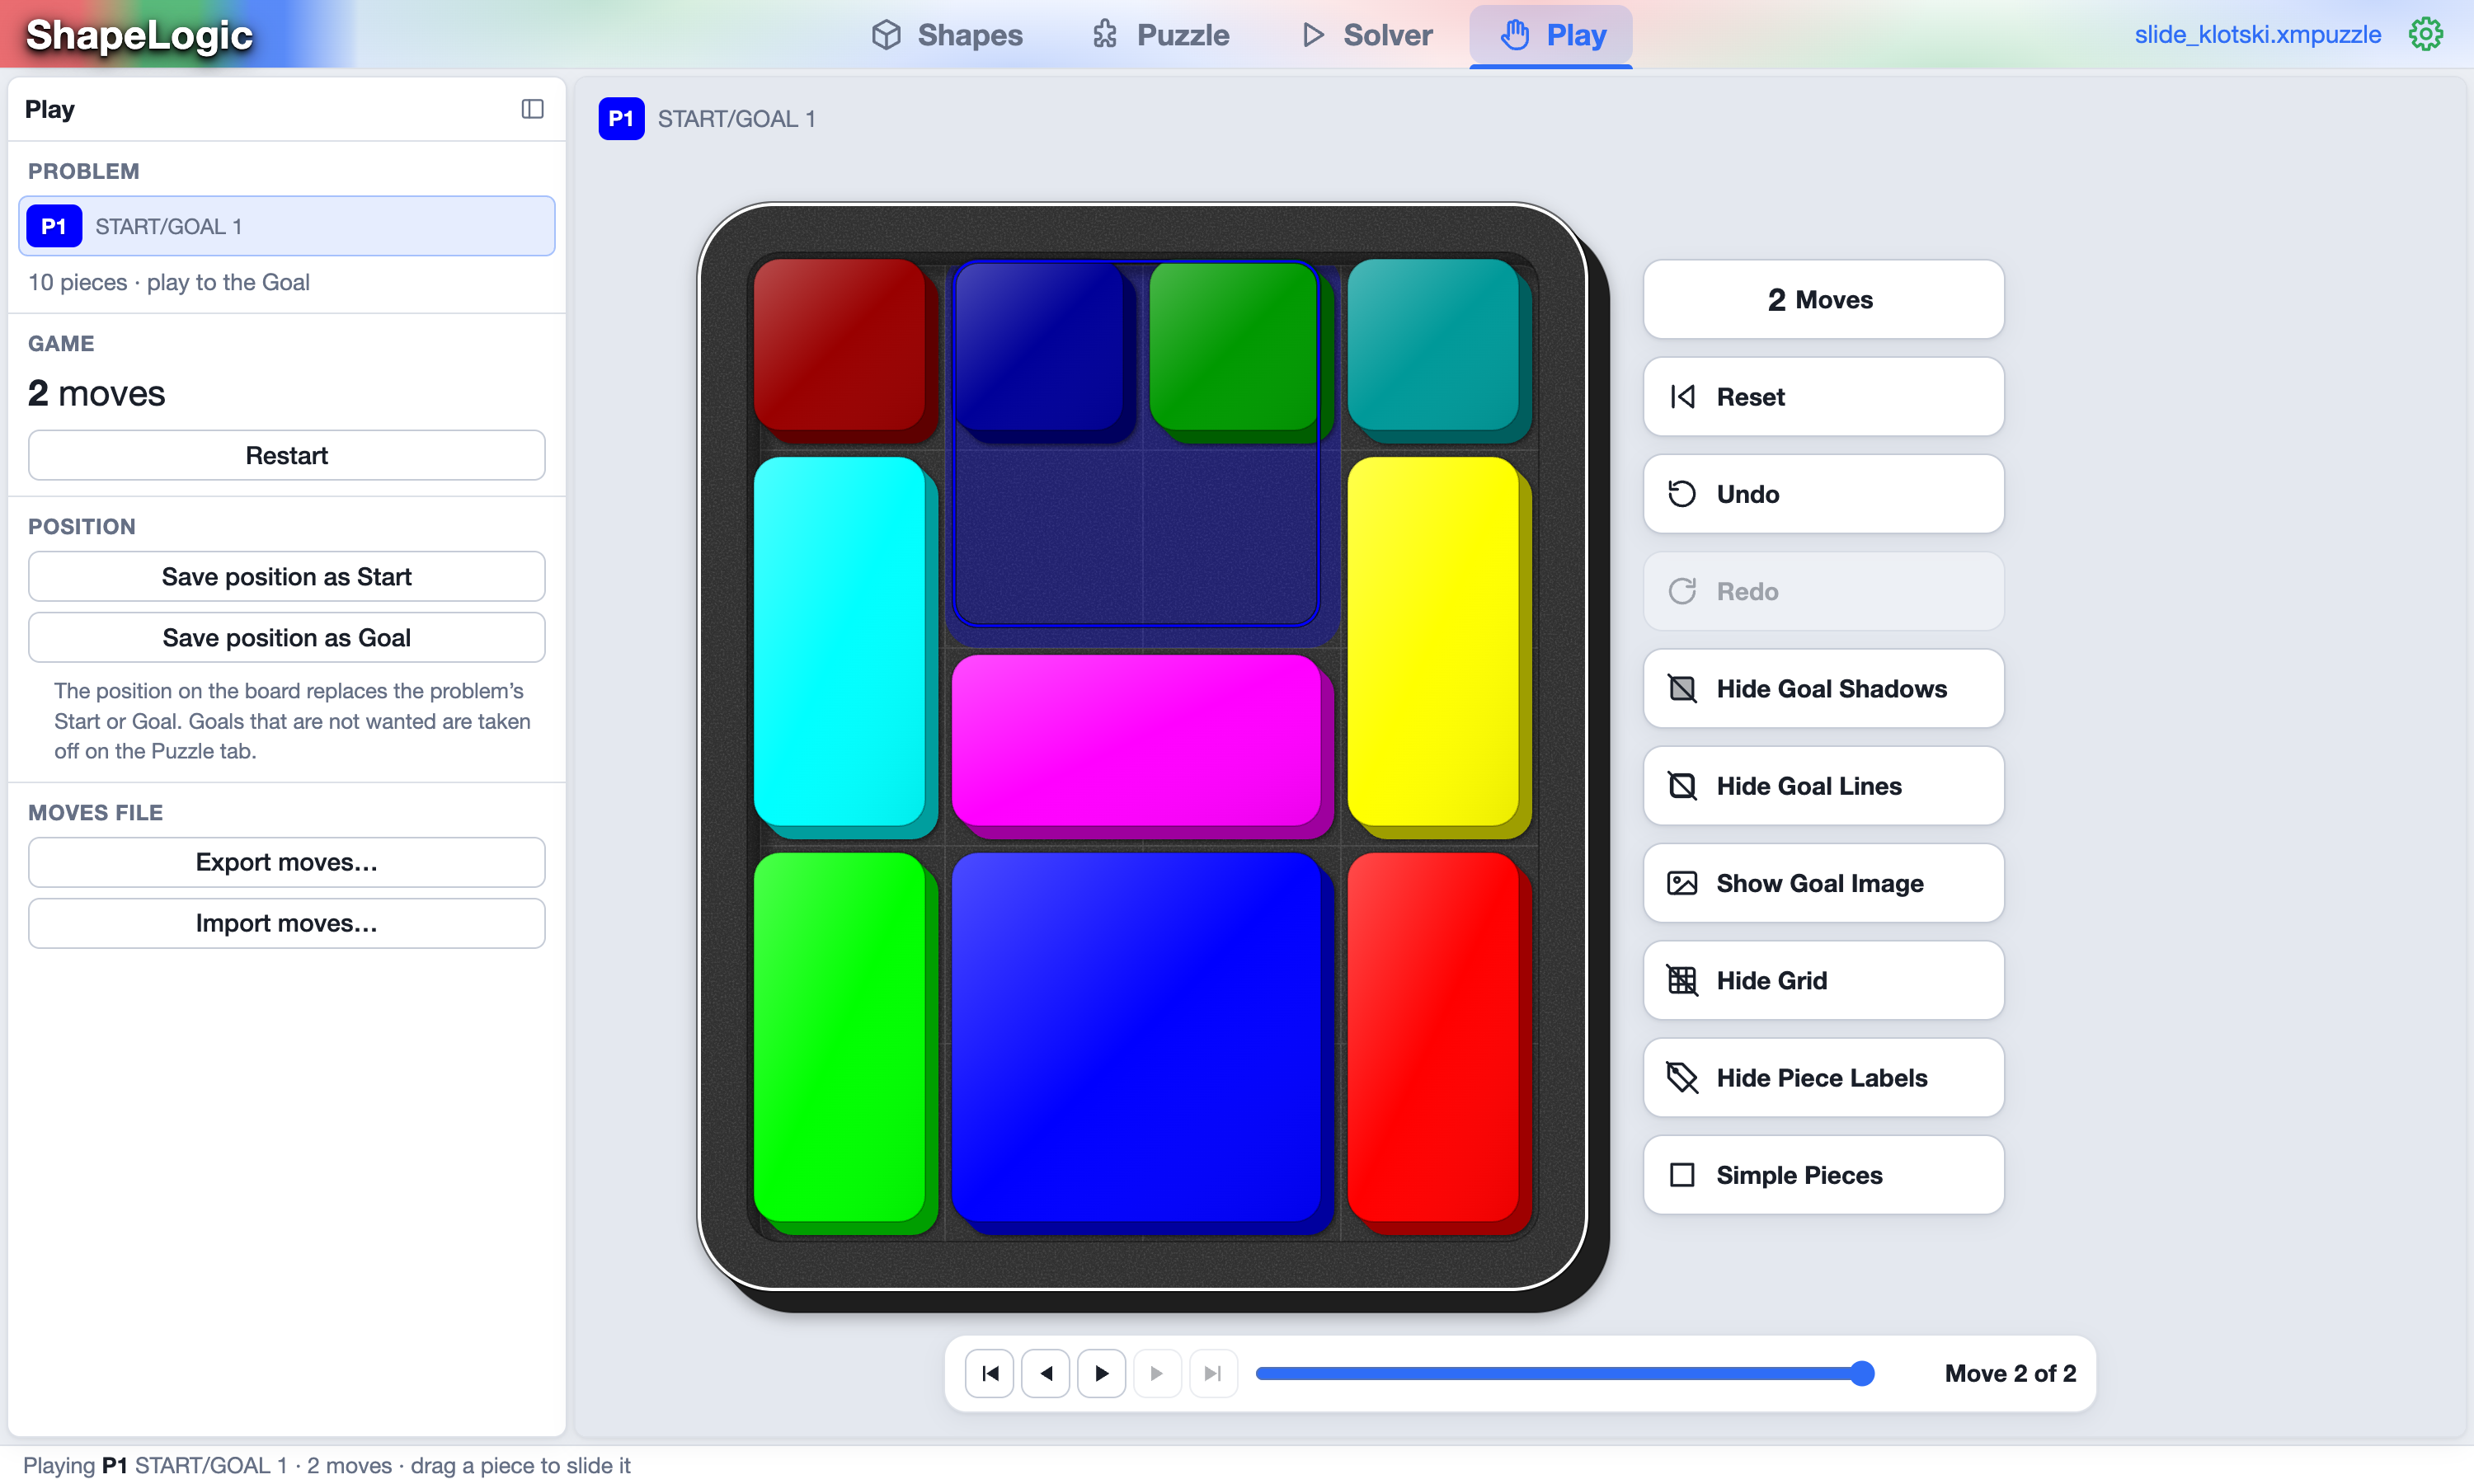 ShapeLogic
Shapes
Puzzle
Solver
Play
slide_klotski.xmpuzzle
Play
PROBLEM
P1 START/GOAL 1
10 pieces · play to the Goal
GAME
2 moves
Restart
POSITION
Save position as Start
Save position as Goal
The position on the board replaces the problem’s
Start or Goal. Goals that are not wanted are taken
off on the Puzzle tab.
MOVES FILE
Export moves…
Import moves…
P1 START/GOAL 1
2 Moves
Reset
Undo
Redo
Hide Goal Shadows
Hide Goal Lines
Show Goal Image
Hide Grid
Hide Piece Labels
Simple Pieces
Move 2 of 2
Playing P1 START/GOAL 1 · 2 moves · drag a piece to slide it